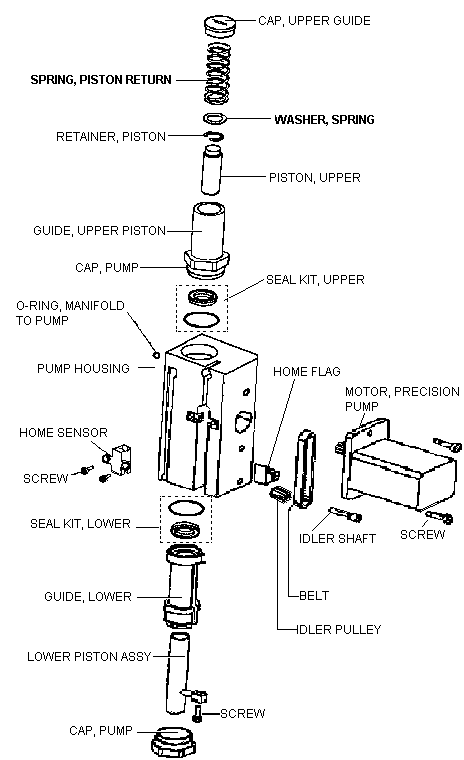 CAP, UPPER GUIDE
SPRING, PISTON RETURN
WASHER, SPRING
RETAINER, PISTON
PISTON, UPPER
GUIDE, UPPER PISTON
CAP, PUMP
SEAL KIT, UPPER
O-RING, MANIFOLD
TO PUMP
PUMP HOUSING
HOME FLAG
MOTOR, PRECISION
PUMP
HOME SENSOR
SCREW
SEAL KIT, LOWER
IDLER SHAFT
SCREW
GUIDE, LOWER
BELT
IDLER PULLEY
LOWER PISTON ASSY
SCREW
CAP, PUMP